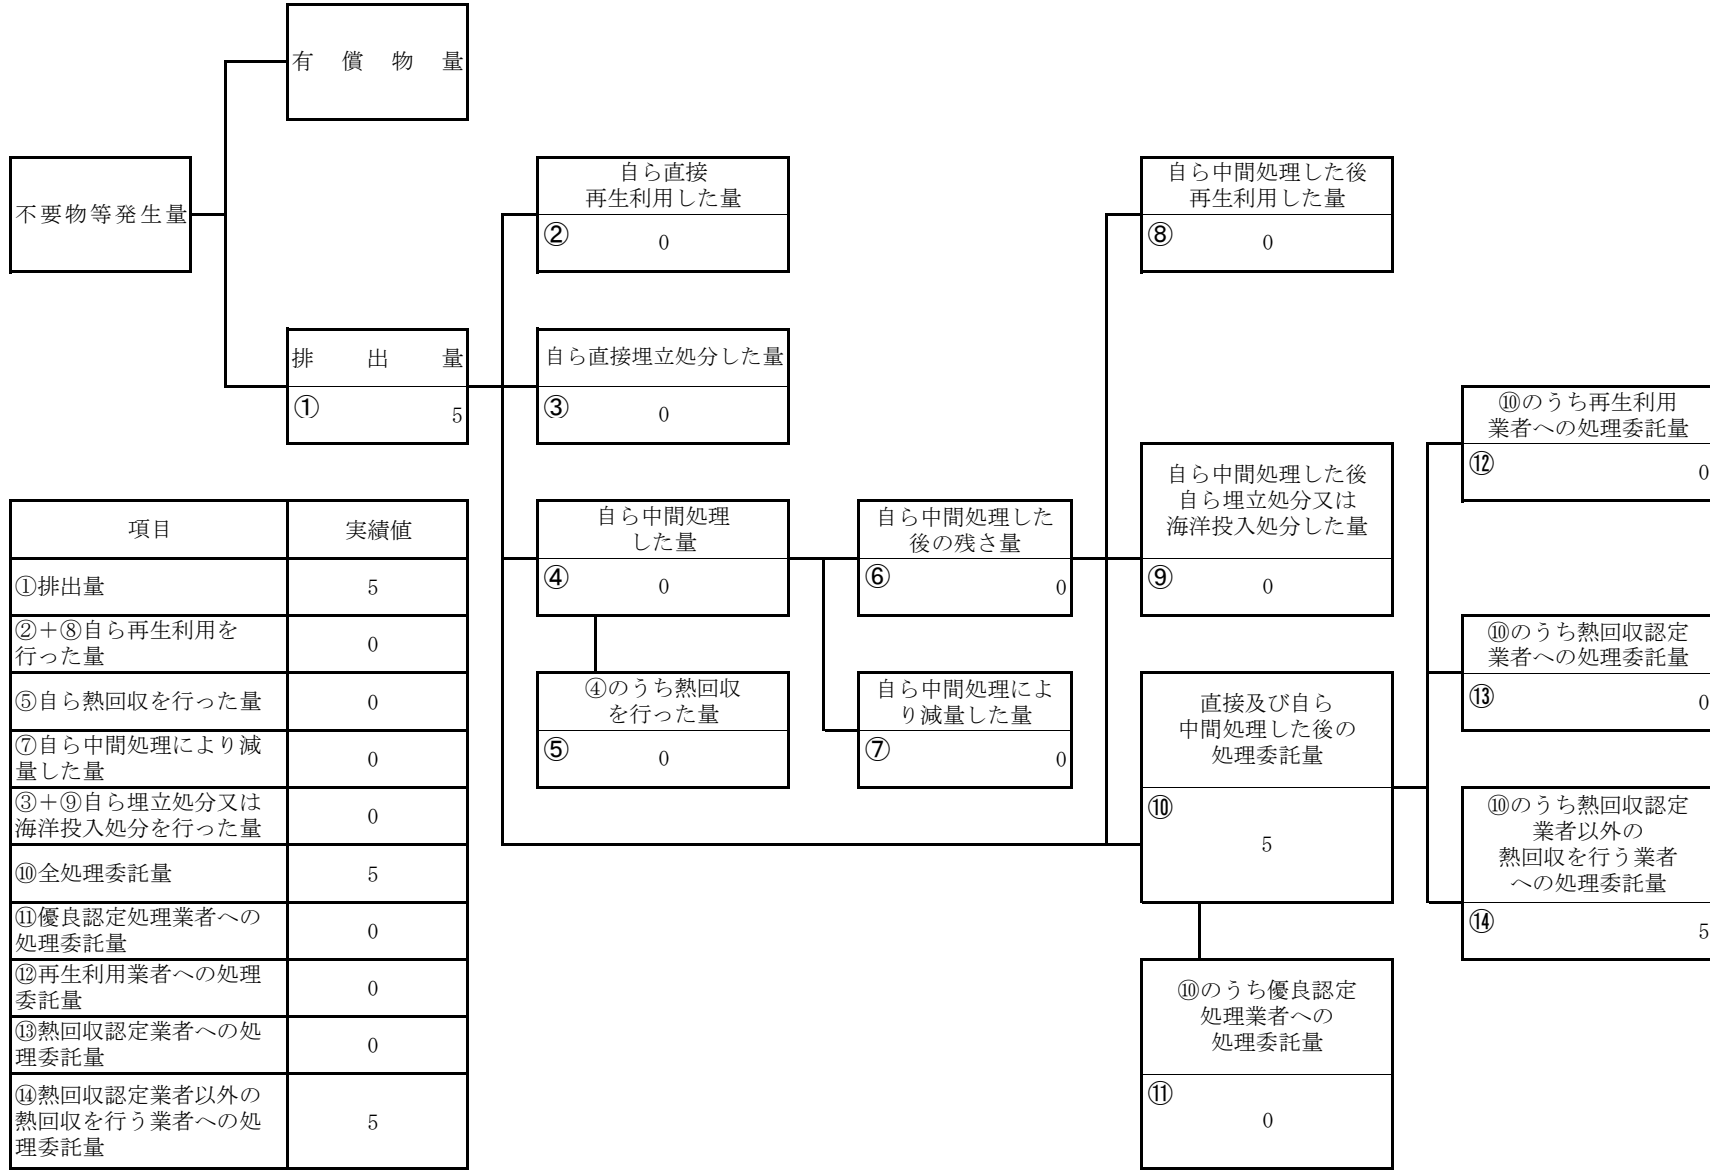 有償物量
不要物等発生量
排出量
① 5
自ら直接
再生利用した量
② 0
自ら直接埋立処分した量
③ 0
自ら中間処理
した量
④ 0
④のうち熱回収
を行った量
⑤ 0
自ら中間処理した
後の残さ量
⑥ 0
自ら中間処理によ
り減量した量
⑦ 0
自ら中間処理した後
再生利用した量
⑧ 0
自ら中間処理した後
自ら埋立処分又は
海洋投入処分した量
⑨ 0
直接及び自ら
中間処理した後の
処理委託量
⑩
5
⑩のうち優良認定
処理業者への
処理委託量
⑪
0
⑩のうち再生利用
業者への処理委託量
⑫ 0
⑩のうち熱回収認定
業者への処理委託量
⑬ 0
⑩のうち熱回収認定
業者以外の
熱回収を行う業者
への処理委託量
⑭ 5
項目 実績値
①排出量 5
②＋⑧自ら再生利用を
行った量 0
⑤自ら熱回収を行った量 0
⑦自ら中間処理により減
量した量 0
③＋⑨自ら埋立処分又は
海洋投入処分を行った量 0
⑩全処理委託量 5
⑪優良認定処理業者への
処理委託量 0
⑫再生利用業者への処理
委託量 0
⑬熱回収認定業者への処
理委託量 0
⑭熱回収認定業者以外の
熱回収を行う業者への処
理委託量 5